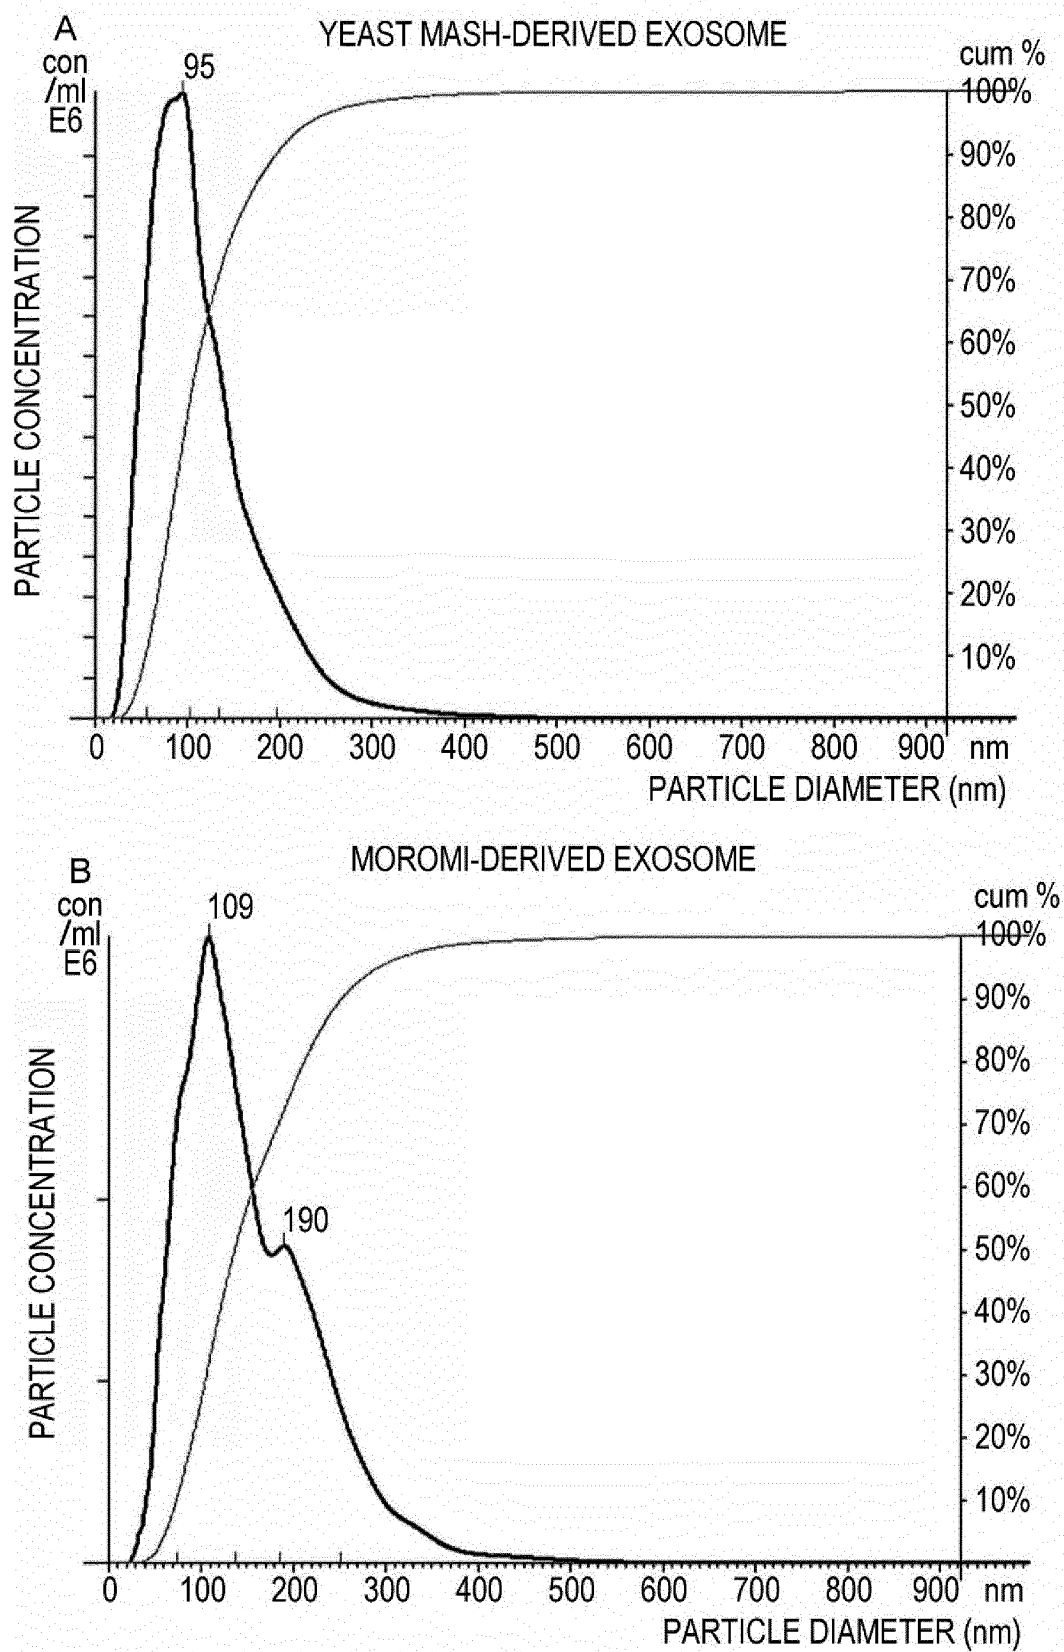 A
YEAST MASH-DERIVED EXOSOME
con
/ml
E6
95
cum %
100%
90%
80%
70%
60%
50%
40%
30%
20%
10%
PARTICLE CONCENTRATION
0 100 200 300 400 500 600 700 800 900 nm
PARTICLE DIAMETER (nm)
B
MOROMI-DERIVED EXOSOME
con
/ml
E6
109
190
cum %
100%
90%
80%
70%
60%
50%
40%
30%
20%
10%
PARTICLE CONCENTRATION
0 100 200 300 400 500 600 700 800 900 nm
PARTICLE DIAMETER (nm)